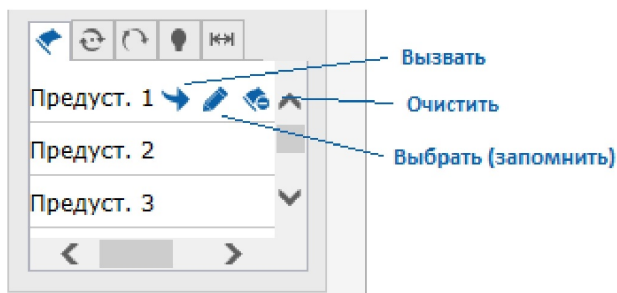 Вызвать
Предуст. 1
Очистить
Предуст. 2
Выбрать (запомнить)
Предуст. 3